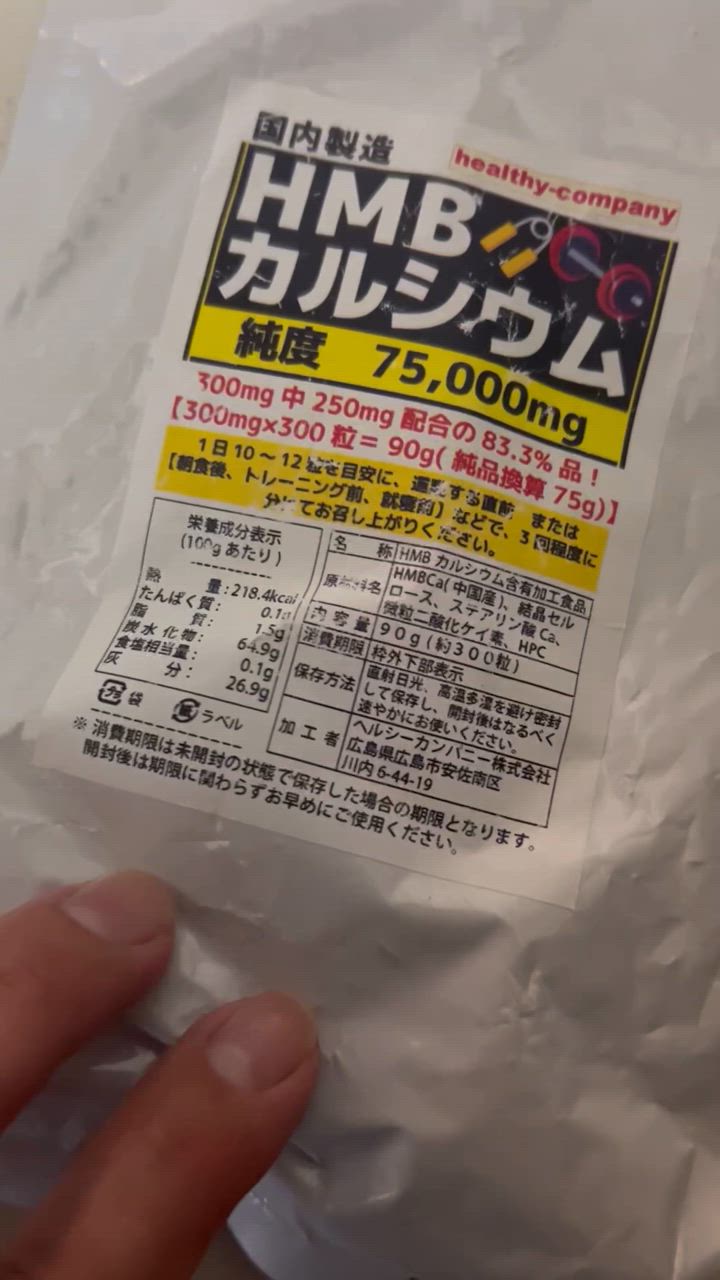 国内製造
healthy-company
HMB
カルシウム
純度 75,000mg
300mg 中 250mg 配合の 83.3% 品！
【300mg×300 粒＝ 90g( 純品換算 75g)】
1日 10 〜 12 粒を目安に、運動する直前 または
【朝食後、トレーニング前、就寝前】などで、3 回程度に
分けてお召し上がりください。
栄養成分表示
(100g あたり )
熱 量：218.4kcal
たんぱく質： 0.1g
脂 質：
炭水化物： 64.9g
食塩相当量： 0.1g
灰 分： 26.9g
プラ 袋 プラ ラベル
名 称 HMB カルシウム含有加工食品
原材料名 HMBCa( 中国産 )、結晶セル
ロース、ステアリン酸 Ca、
微粒二酸化ケイ素、HPC
内容量 90g (約300粒)
消費期限 枠外下部表示
保存方法 直射日光、高温多湿を避け密封
して保存し、開封後はなるべく
速やかにお使いください。
加工者 ヘルシーカンパニー株式会社
広島県広島市安佐南区
川内 6-44-19
※ 消費期限は未開封の状態で保存した場合の期限となります。
開封後は期限に関わらずお早めにご使用ください。